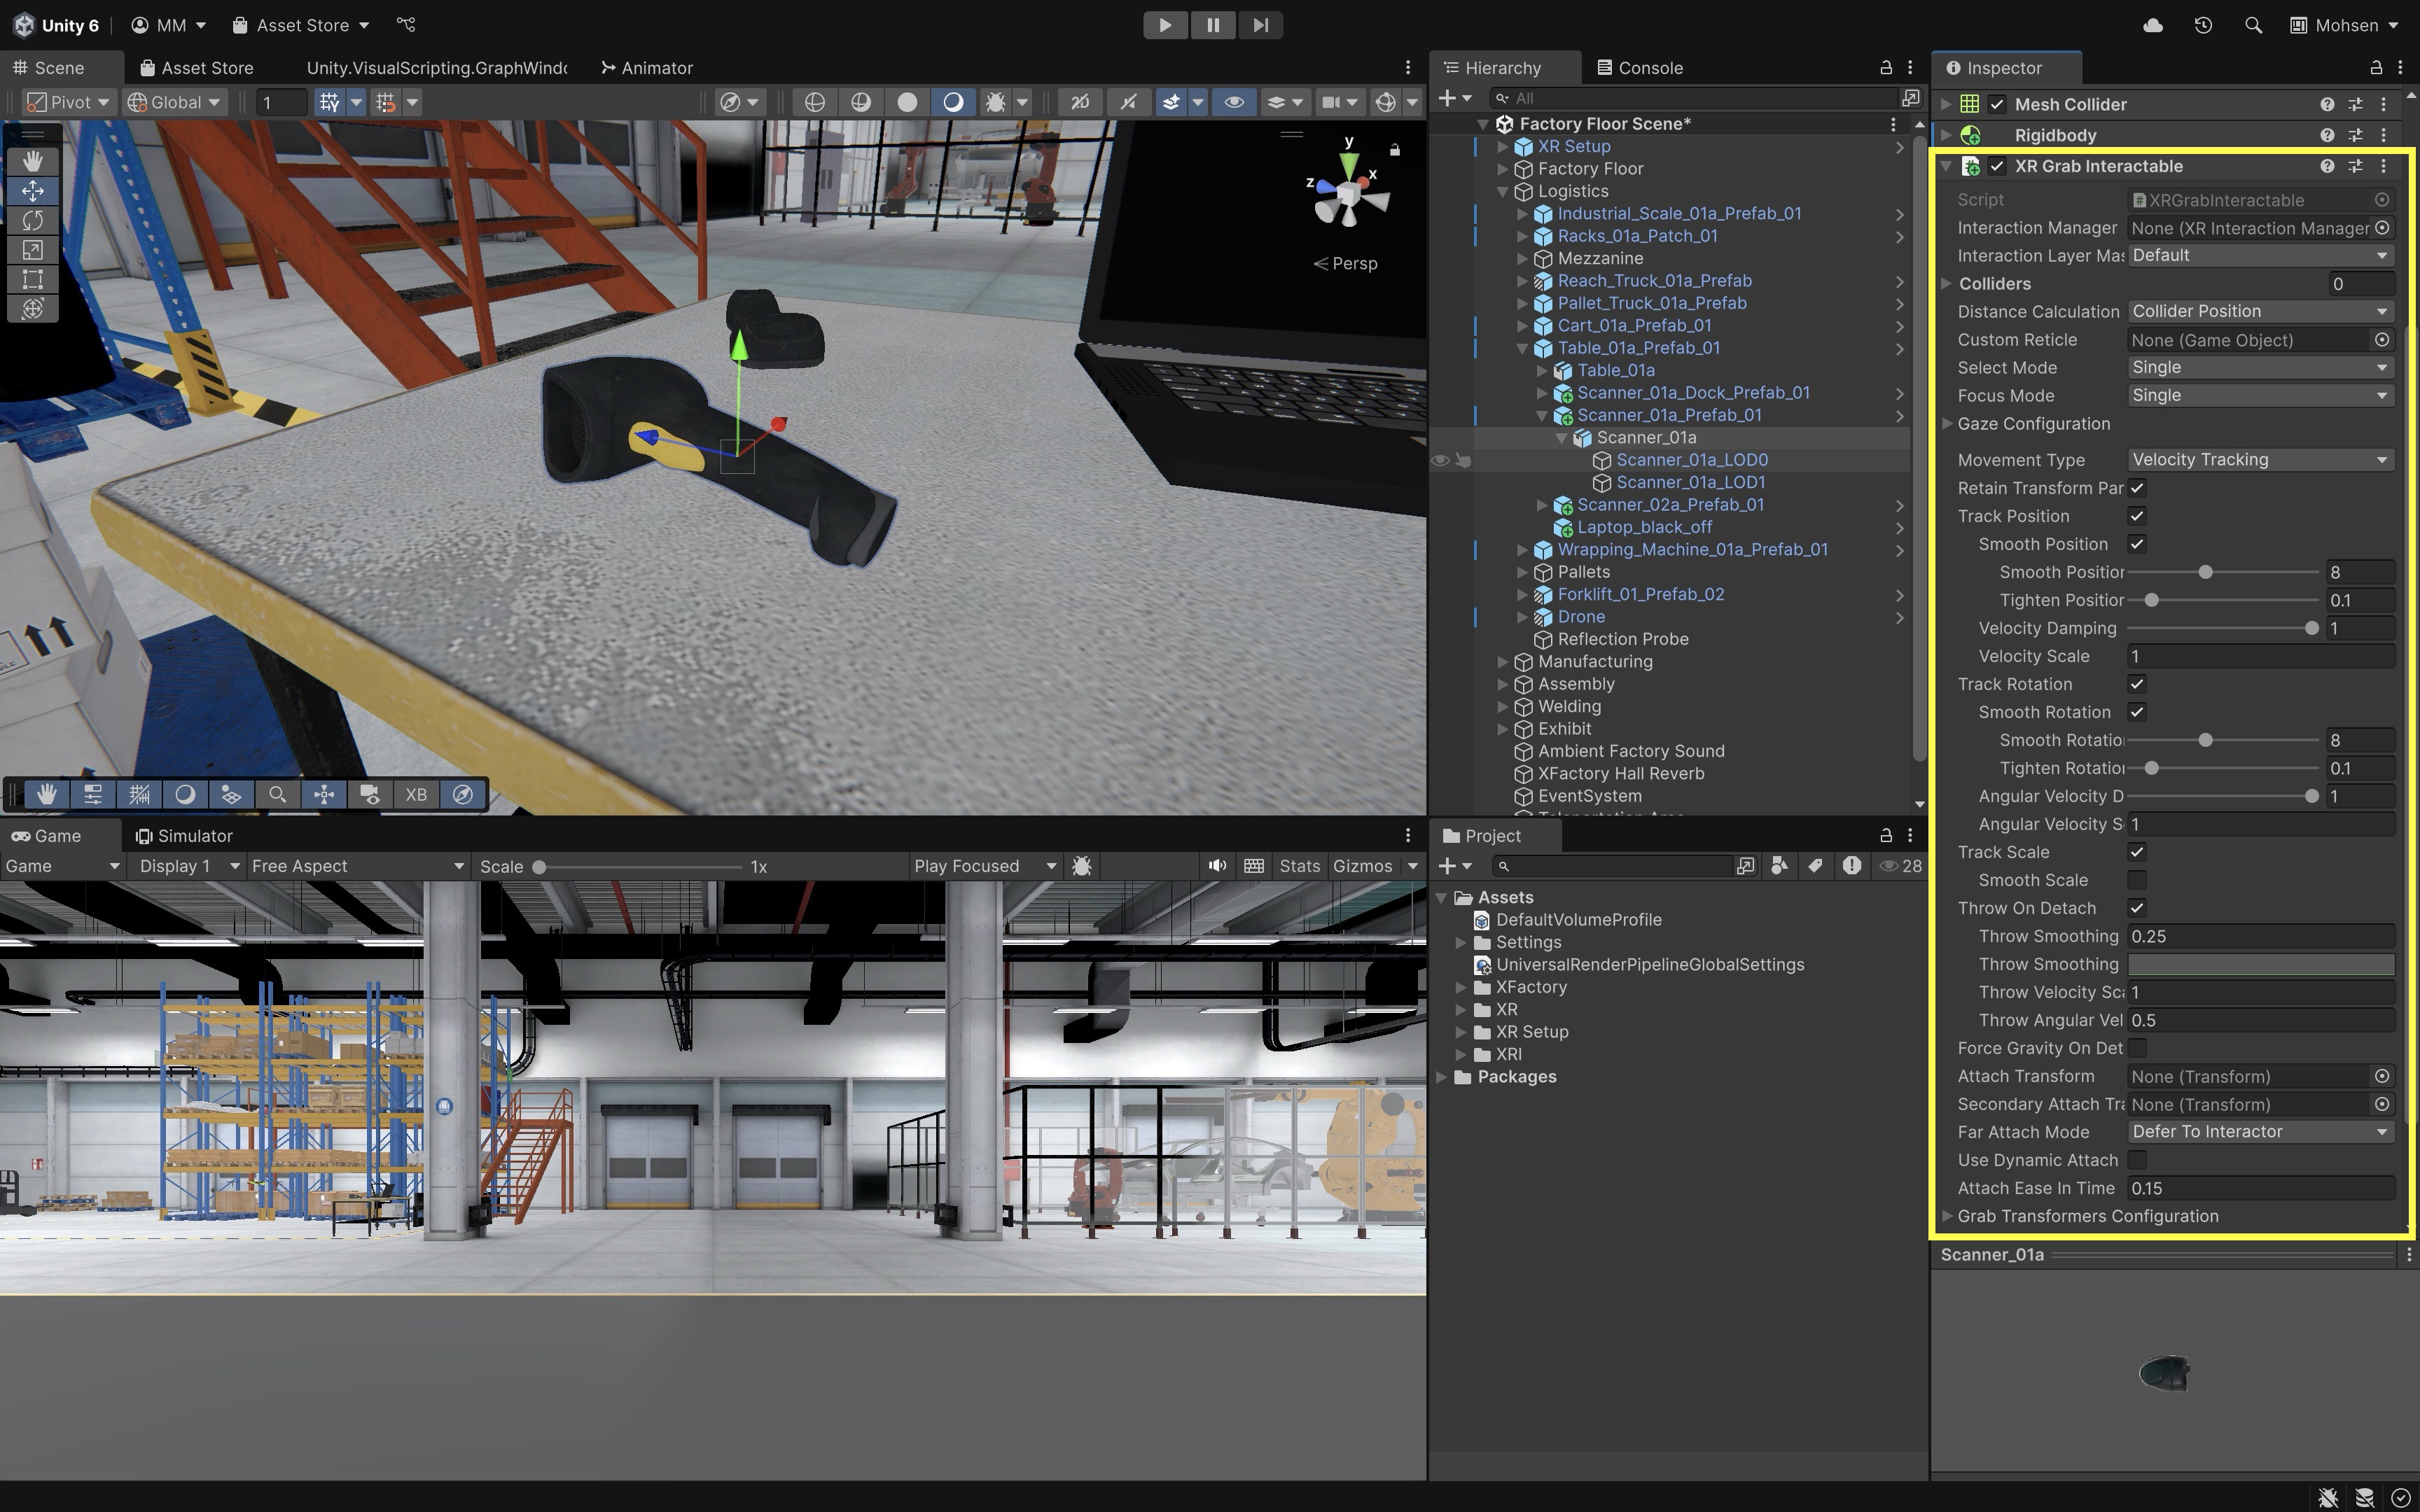 Unity 6
MM
Asset Store
Mohsen
Scene
Asset Store
Unity.VisualScripting.GraphWindo
Animator
Pivot
Global
1
2D
y
x
z
Persp
XB
Hierarchy
Console
All
Factory Floor Scene*
XR Setup
Factory Floor
Logistics
Industrial_Scale_01a_Prefab_01
Racks_01a_Patch_01
Mezzanine
Reach_Truck_01a_Prefab
Pallet_Truck_01a_Prefab
Cart_01a_Prefab_01
Table_01a_Prefab_01
Table_01a
Scanner_01a_Dock_Prefab_01
Scanner_01a_Prefab_01
Scanner_01a
Scanner_01a_LOD0
Scanner_01a_LOD1
Scanner_02a_Prefab_01
Laptop_black_off
Wrapping_Machine_01a_Prefab_01
Pallets
Forklift_01_Prefab_02
Drone
Reflection Probe
Manufacturing
Assembly
Welding
Exhibit
Ambient Factory Sound
XFactory Hall Reverb
EventSystem
Game
Simulator
Game
Display 1
Free Aspect
Scale
1x
Play Focused
Stats
Gizmos
Project
28
Assets
DefaultVolumeProfile
Settings
UniversalRenderPipelineGlobalSettings
XFactory
XR
XR Setup
XRI
Packages
Inspector
Mesh Collider
Rigidbody
XR Grab Interactable
Script XRGrabInteractable
Interaction Manager None (XR Interaction Manager
Interaction Layer Mas Default
Colliders 0
Distance Calculation Collider Position
Custom Reticle None (Game Object)
Select Mode Single
Focus Mode Single
Gaze Configuration
Movement Type Velocity Tracking
Retain Transform Par
Track Position
Smooth Position
Smooth Position 8
Tighten Position 0.1
Velocity Damping 1
Velocity Scale 1
Track Rotation
Smooth Rotation
Smooth Rotatio 8
Tighten Rotation 0.1
Angular Velocity D 1
Angular Velocity S 1
Track Scale
Smooth Scale
Throw On Detach
Throw Smoothing 0.25
Throw Smoothing
Throw Velocity Sca 1
Throw Angular Vel 0.5
Force Gravity On Det
Attach Transform None (Transform)
Secondary Attach Tra None (Transform)
Far Attach Mode Defer To Interactor
Use Dynamic Attach
Attach Ease In Time 0.15
Grab Transformers Configuration
Scanner_01a